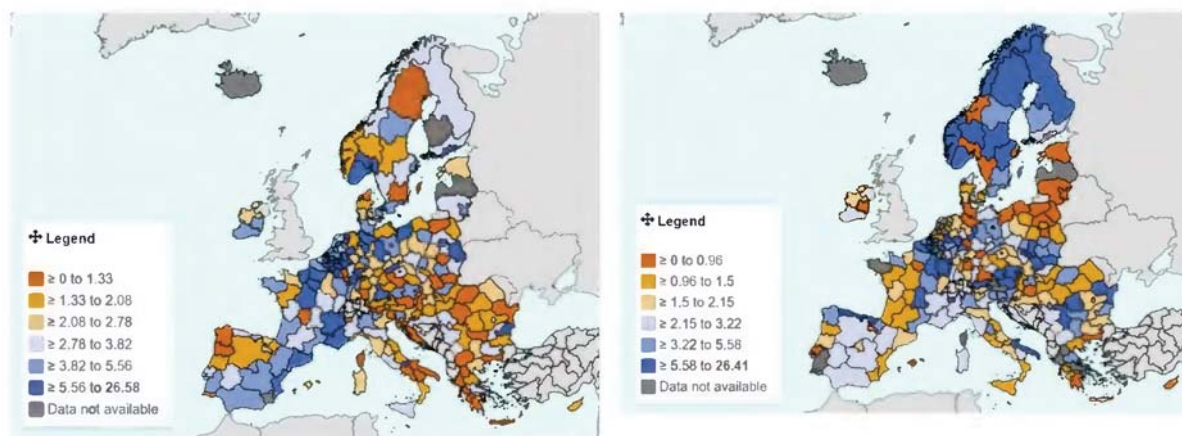 Legend
≥ 0 to 1.33
≥ 1.33 to 2.08
≥ 2.08 to 2.78
≥ 2.78 to 3.82
≥ 3.82 to 5.56
≥ 5.56 to 26.58
Data not available
Legend
≥ 0 to 0.96
≥ 0.96 to 1.5
≥ 1.5 to 2.15
≥ 2.15 to 3.22
≥ 3.22 to 5.58
≥ 5.58 to 26.41
Data not available